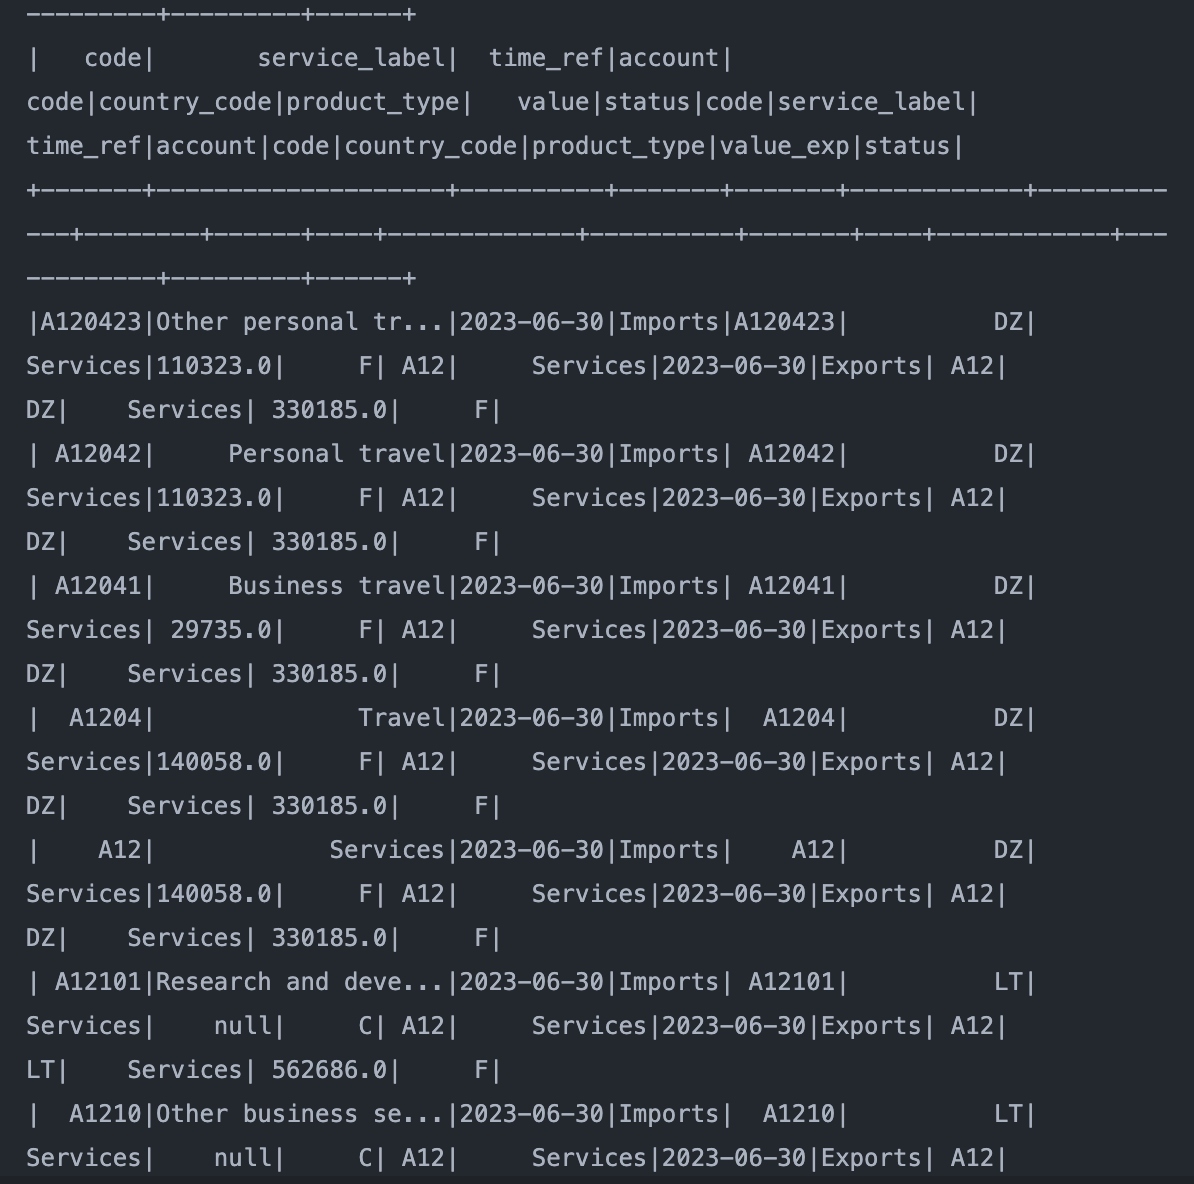 ---------+---------+------+
|   code|       service_label|  time_ref|account|
code|country_code|product_type|   value|status|code|service_label|
time_ref|account|code|country_code|product_type|value_exp|status|
+-------+--------------------+----------+-------+-------+------------+---------
---+--------+------+----+-------------+----------+-------+----+------------+---
---------+---------+------+
|A120423|Other personal tr...|2023-06-30|Imports|A120423|          DZ|
Services|110323.0|     F| A12|     Services|2023-06-30|Exports| A12|
DZ|    Services| 330185.0|     F|
| A12042|     Personal travel|2023-06-30|Imports| A12042|          DZ|
Services|110323.0|     F| A12|     Services|2023-06-30|Exports| A12|
DZ|    Services| 330185.0|     F|
| A12041|     Business travel|2023-06-30|Imports| A12041|          DZ|
Services| 29735.0|     F| A12|     Services|2023-06-30|Exports| A12|
DZ|    Services| 330185.0|     F|
|  A1204|              Travel|2023-06-30|Imports|  A1204|          DZ|
Services|140058.0|     F| A12|     Services|2023-06-30|Exports| A12|
DZ|    Services| 330185.0|     F|
|    A12|            Services|2023-06-30|Imports|    A12|          DZ|
Services|140058.0|     F| A12|     Services|2023-06-30|Exports| A12|
DZ|    Services| 330185.0|     F|
| A12101|Research and deve...|2023-06-30|Imports| A12101|          LT|
Services|    null|     C| A12|     Services|2023-06-30|Exports| A12|
LT|    Services| 562686.0|     F|
|  A1210|Other business se...|2023-06-30|Imports|  A1210|          LT|
Services|    null|     C| A12|     Services|2023-06-30|Exports| A12|